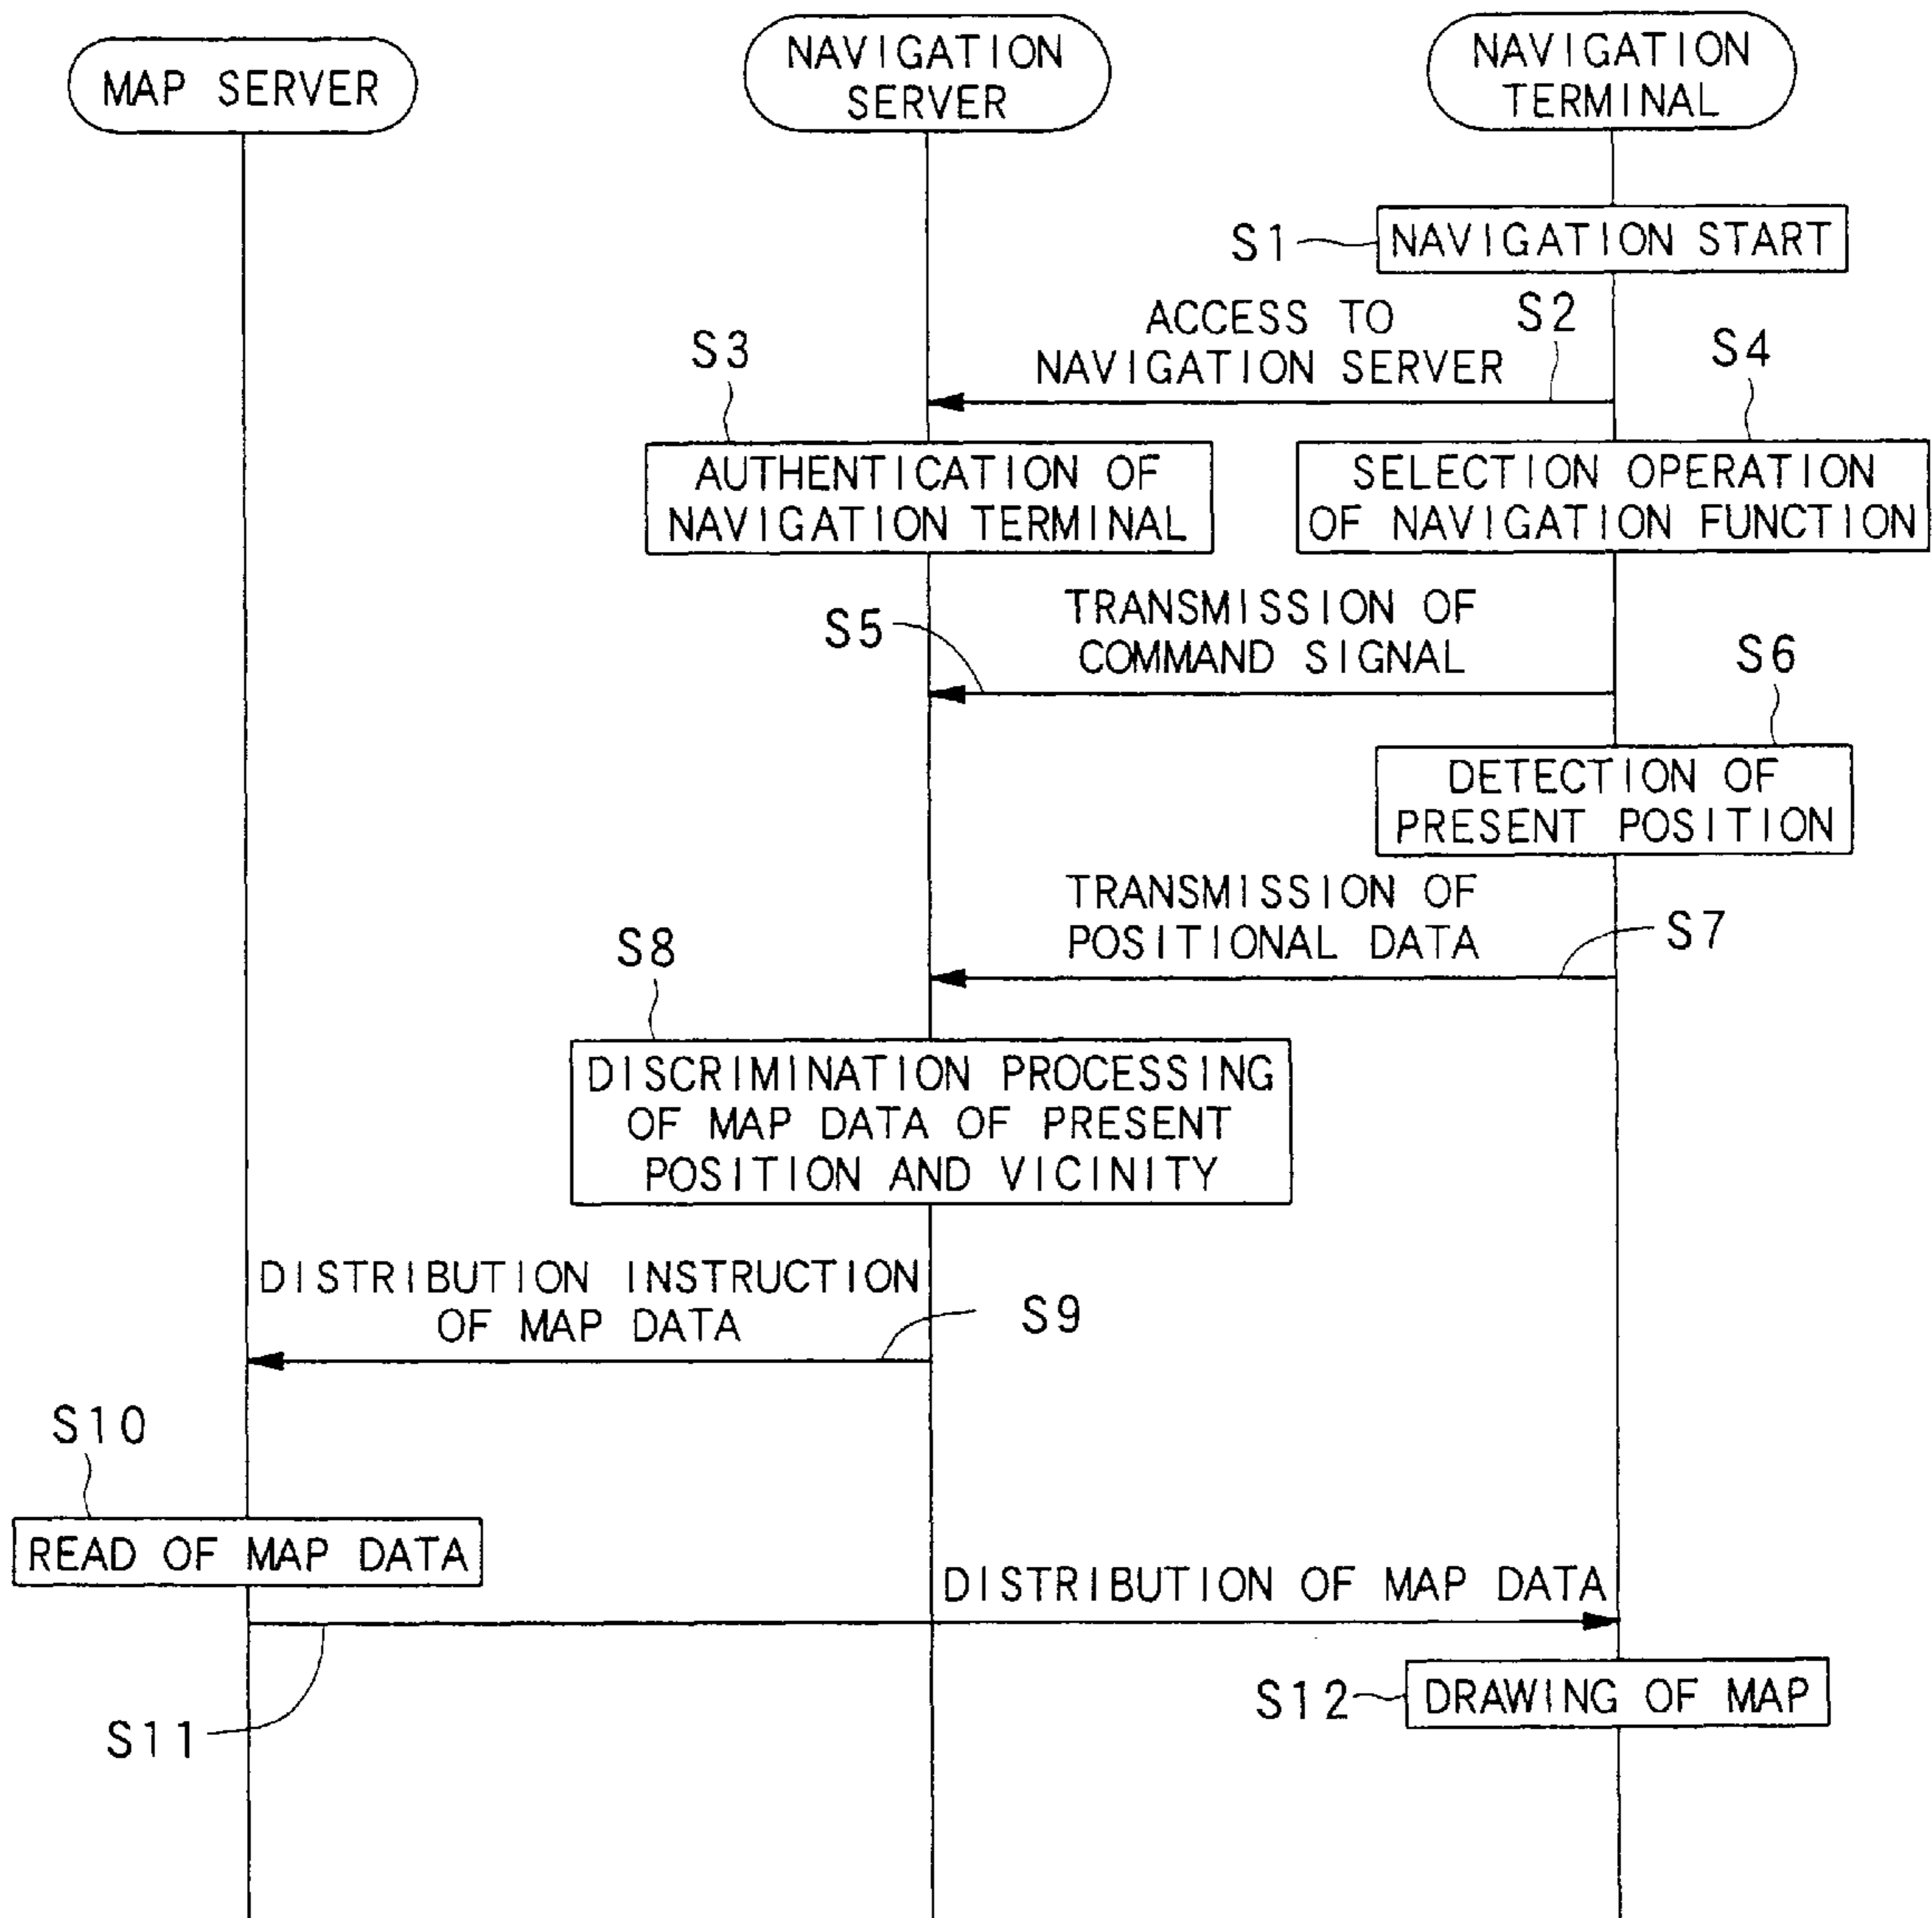 MAP SERVER
NAVIGATION
SERVER
NAVIGATION
TERMINAL
S1
NAVIGATION START
ACCESS TO
NAVIGATION SERVER
S2
S3
S4
AUTHENTICATION OF
NAVIGATION TERMINAL
SELECTION OPERATION
OF NAVIGATION FUNCTION
S5
TRANSMISSION OF
COMMAND SIGNAL
S6
DETECTION OF
PRESENT POSITION
TRANSMISSION OF
POSITIONAL DATA
S7
S8
DISCRIMINATION PROCESSING
OF MAP DATA OF PRESENT
POSITION AND VICINITY
DISTRIBUTION INSTRUCTION
OF MAP DATA
S9
S10
READ OF MAP DATA
DISTRIBUTION OF MAP DATA
S11
S12
DRAWING OF MAP